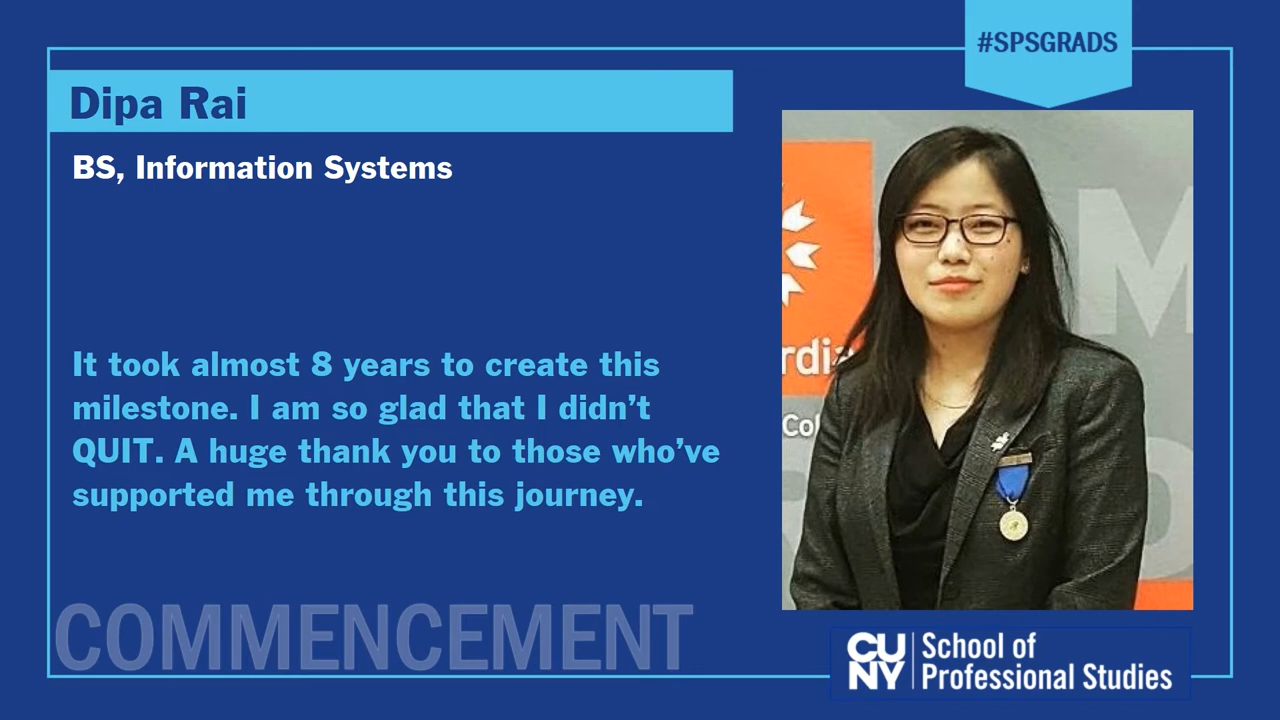 #SPSGRADS
Dipa Rai
BS, Information Systems
It took almost 8 years to create this
milestone. I am so glad that I didn't
QUIT. A huge thank you to those who've
supported me through this journey.
COMMENCEMENT
CU
NY
School of
Professional Studies